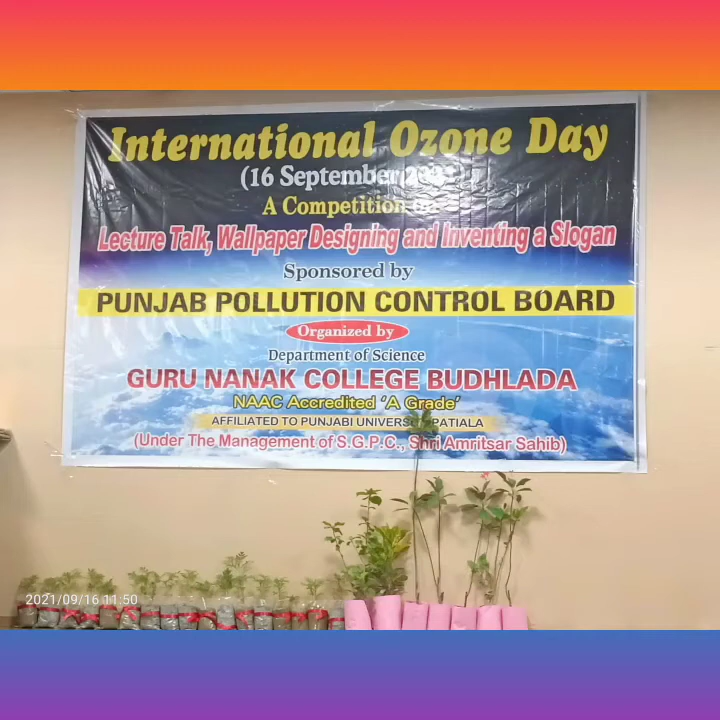 International Ozone Day
(16 September 2021)
A Competition on
Lecture Talk, Wallpaper Designing and Inventing a Slogan
Sponsored by
PUNJAB POLLUTION CONTROL BOARD
Organized by
Department of Science
GURU NANAK COLLEGE BUDHLADA
NAAC Accredited 'A Grade'
AFFILIATED TO PUNJABI PATIALA
(Under The Management of S.G.P.C., Shri Amritsar Sahib)
2021/09/16 11:50